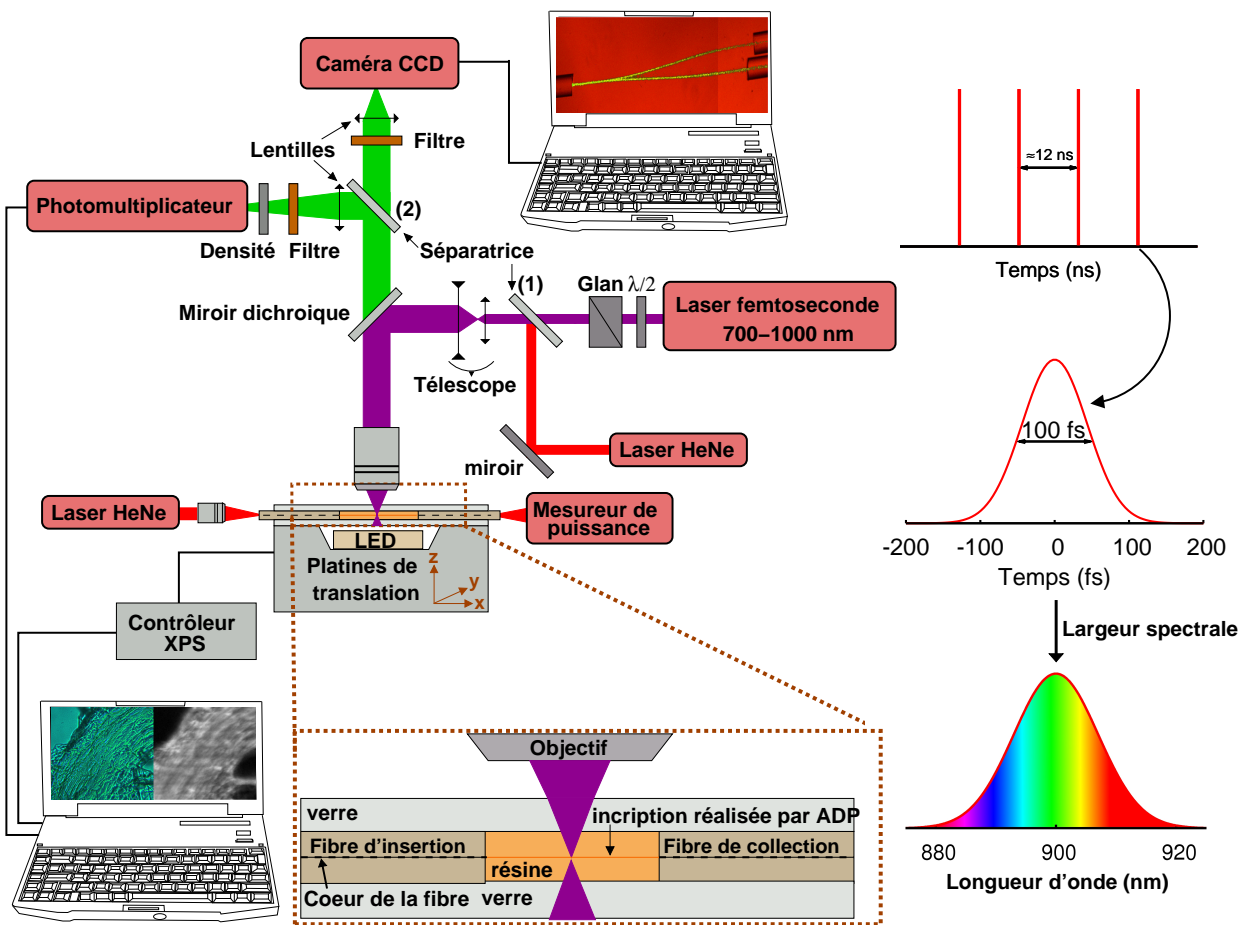 Caméra CCD
Lentilles
Filtre
Photomultiplicateur
(2)
Densité
Filtre
Séparatrice
(1)
Glan λ/2
Miroir dichroique
Laser femtoseconde
700–1000 nm
Télescope
miroir
Laser HeNe
Laser HeNe
Mesureur de
puissance
LED
Platines de
translation
z
y
x
Contrôleur
XPS
Objectif
verre
incription réalisée par ADP
Fibre d'insertion
Fibre de collection
résine
Coeur de la fibre
verre
≈12 ns
Temps (ns)
100 fs
-200 -100 0 100 200
Temps (fs)
Largeur spectrale
880 900 920
Longueur d'onde (nm)